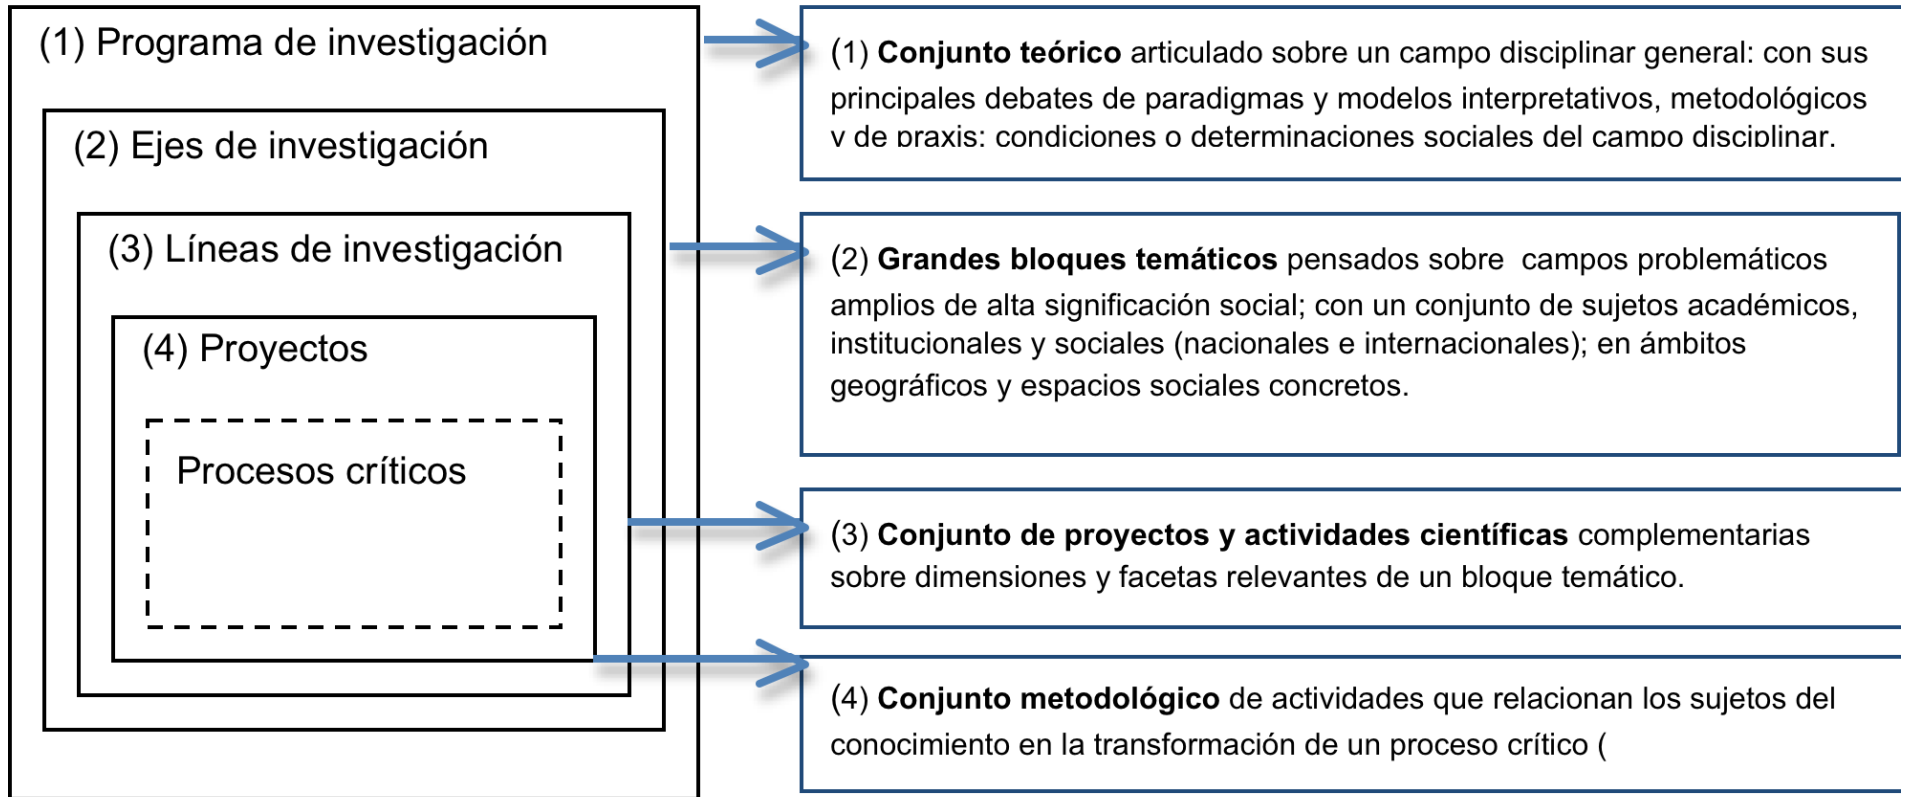 (1) Programa de investigación
(2) Ejes de investigación
(3) Líneas de investigación
(4) Proyectos
Procesos críticos
(1) Conjunto teórico articulado sobre un campo disciplinar general: con sus
principales debates de paradigmas y modelos interpretativos, metodológicos
y de praxis; condiciones o determinaciones sociales del campo disciplinar.
(2) Grandes bloques temáticos pensados sobre  campos problemáticos
amplios de alta significación social; con un conjunto de sujetos académicos,
institucionales y sociales (nacionales e internacionales); en ámbitos
geográficos y espacios sociales concretos.
(3) Conjunto de proyectos y actividades científicas complementarias
sobre dimensiones y facetas relevantes de un bloque temático.
(4) Conjunto metodológico de actividades que relacionan los sujetos del
conocimiento en la transformación de un proceso crítico (